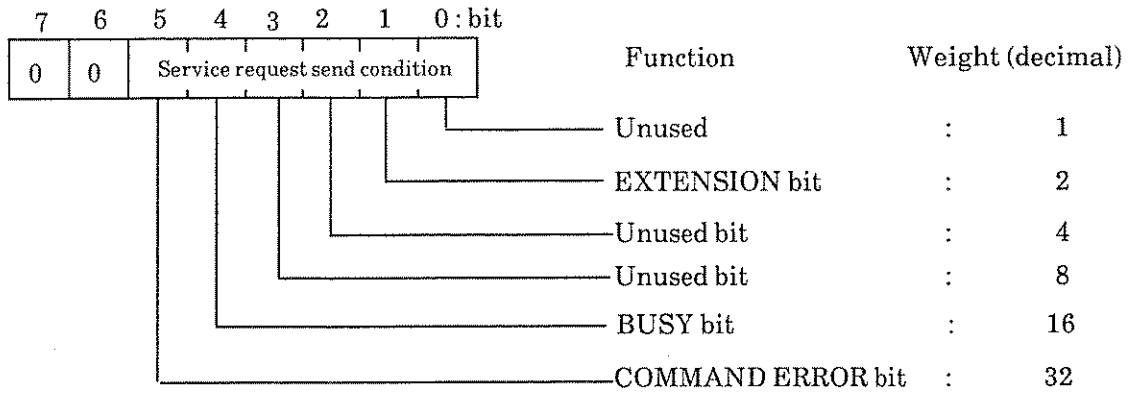 7 6 5 4 3 2 1 0 : bit
0 0 Service request send condition
Function Weight (decimal)
Unused : 1
EXTENSION bit : 2
Unused bit : 4
Unused bit : 8
BUSY bit : 16
COMMAND ERROR bit : 32